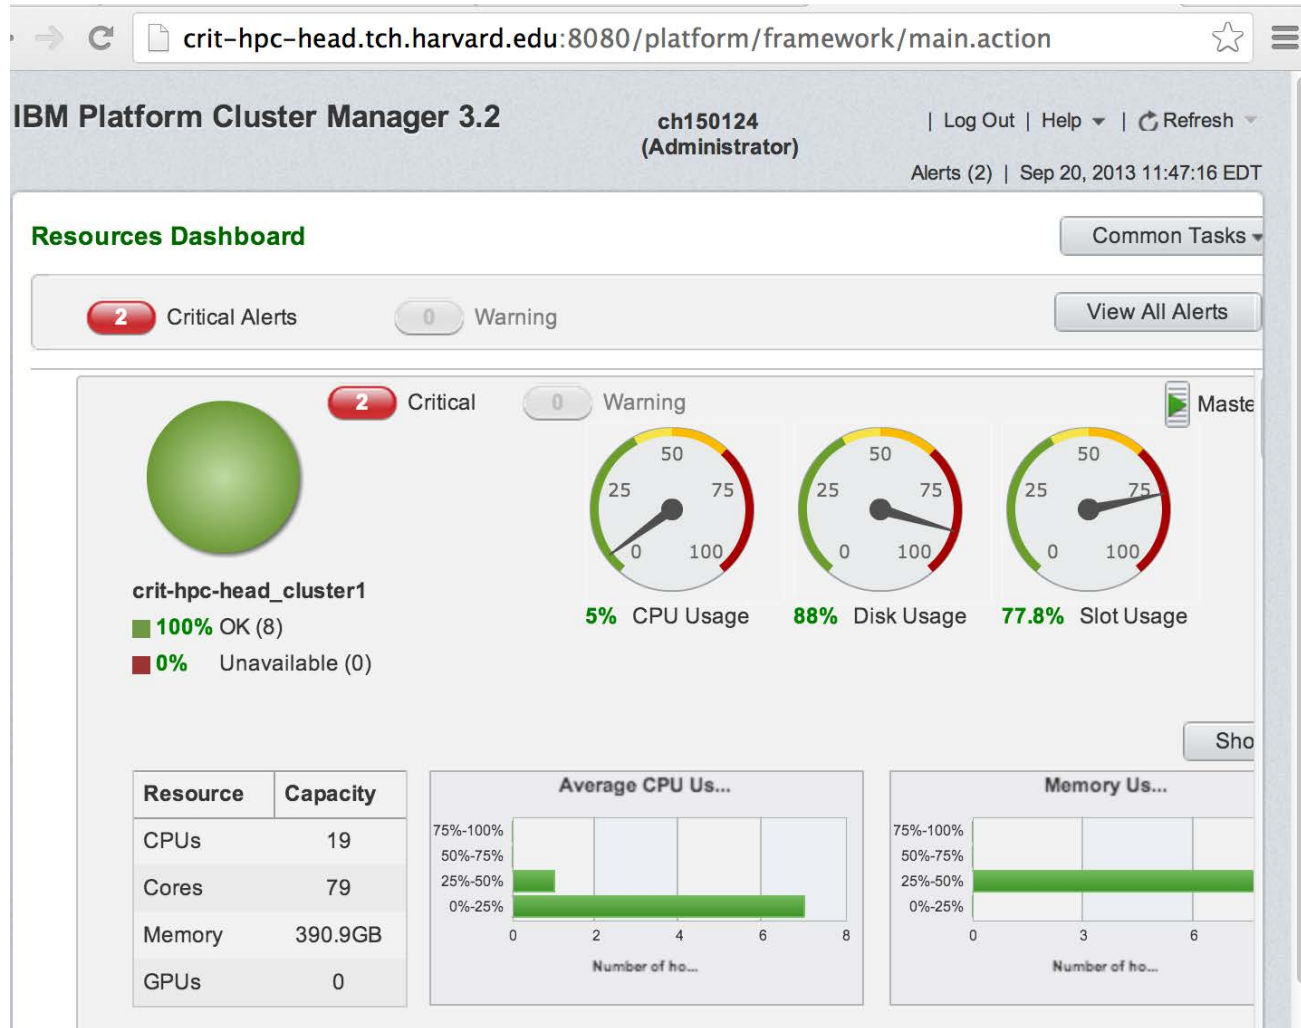 crit-hpc-head.tch.harvard.edu:8080/platform/framework/main.action
IBM Platform Cluster Manager 3.2
ch150124
(Administrator)
| Log Out | Help | Refresh
Alerts (2) | Sep 20, 2013 11:47:16 EDT
Resources Dashboard
Common Tasks
2 Critical Alerts 0 Warning
View All Alerts
2 Critical 0 Warning
Maste
50 50 50
25 75 25 75 25 75
0 100 0 100 0 100
crit-hpc-head_cluster1
5% CPU Usage 88% Disk Usage 77.8% Slot Usage
100% OK (8)
0% Unavailable (0)
Sho
Resource Capacity
CPUs 19
Cores 79
Memory 390.9GB
GPUs 0
Average CPU Us...
75%-100%
50%-75%
25%-50%
0%-25%
0 2 4 6 8
Number of ho...
Memory Us...
75%-100%
50%-75%
25%-50%
0%-25%
0 3 6
Number of ho...